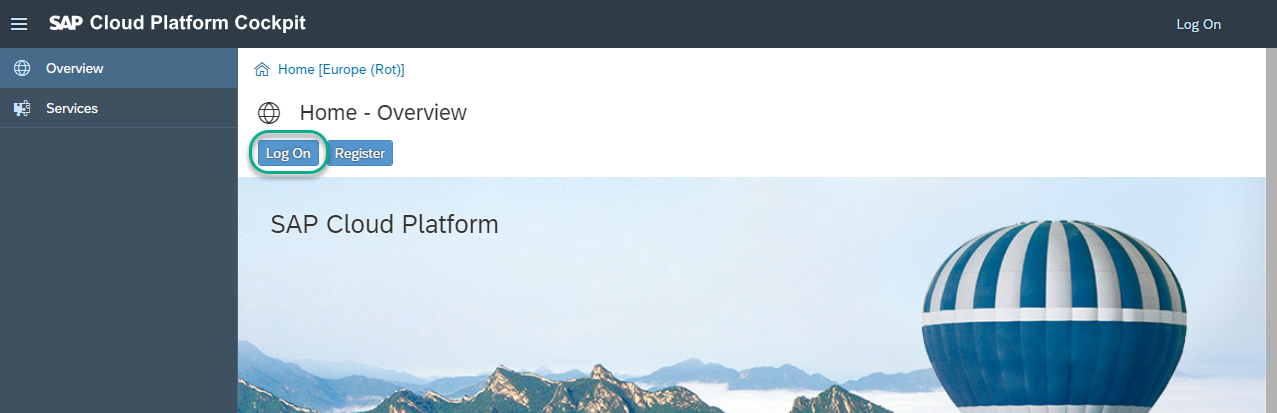 SAP Cloud Platform Cockpit
Log On
Overview
Services
Home [Europe (Rot)]
Home - Overview
Log On Register
SAP Cloud Platform